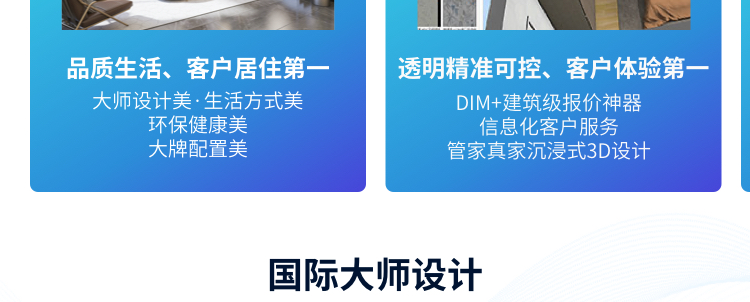 品质生活、客户居住第一
大师设计美·生活方式美
环保健康美
大牌配置美
透明精准可控、客户体验第一
DIM+建筑级报价神器
信息化客户服务
管家真家沉浸式3D设计
国际大师设计